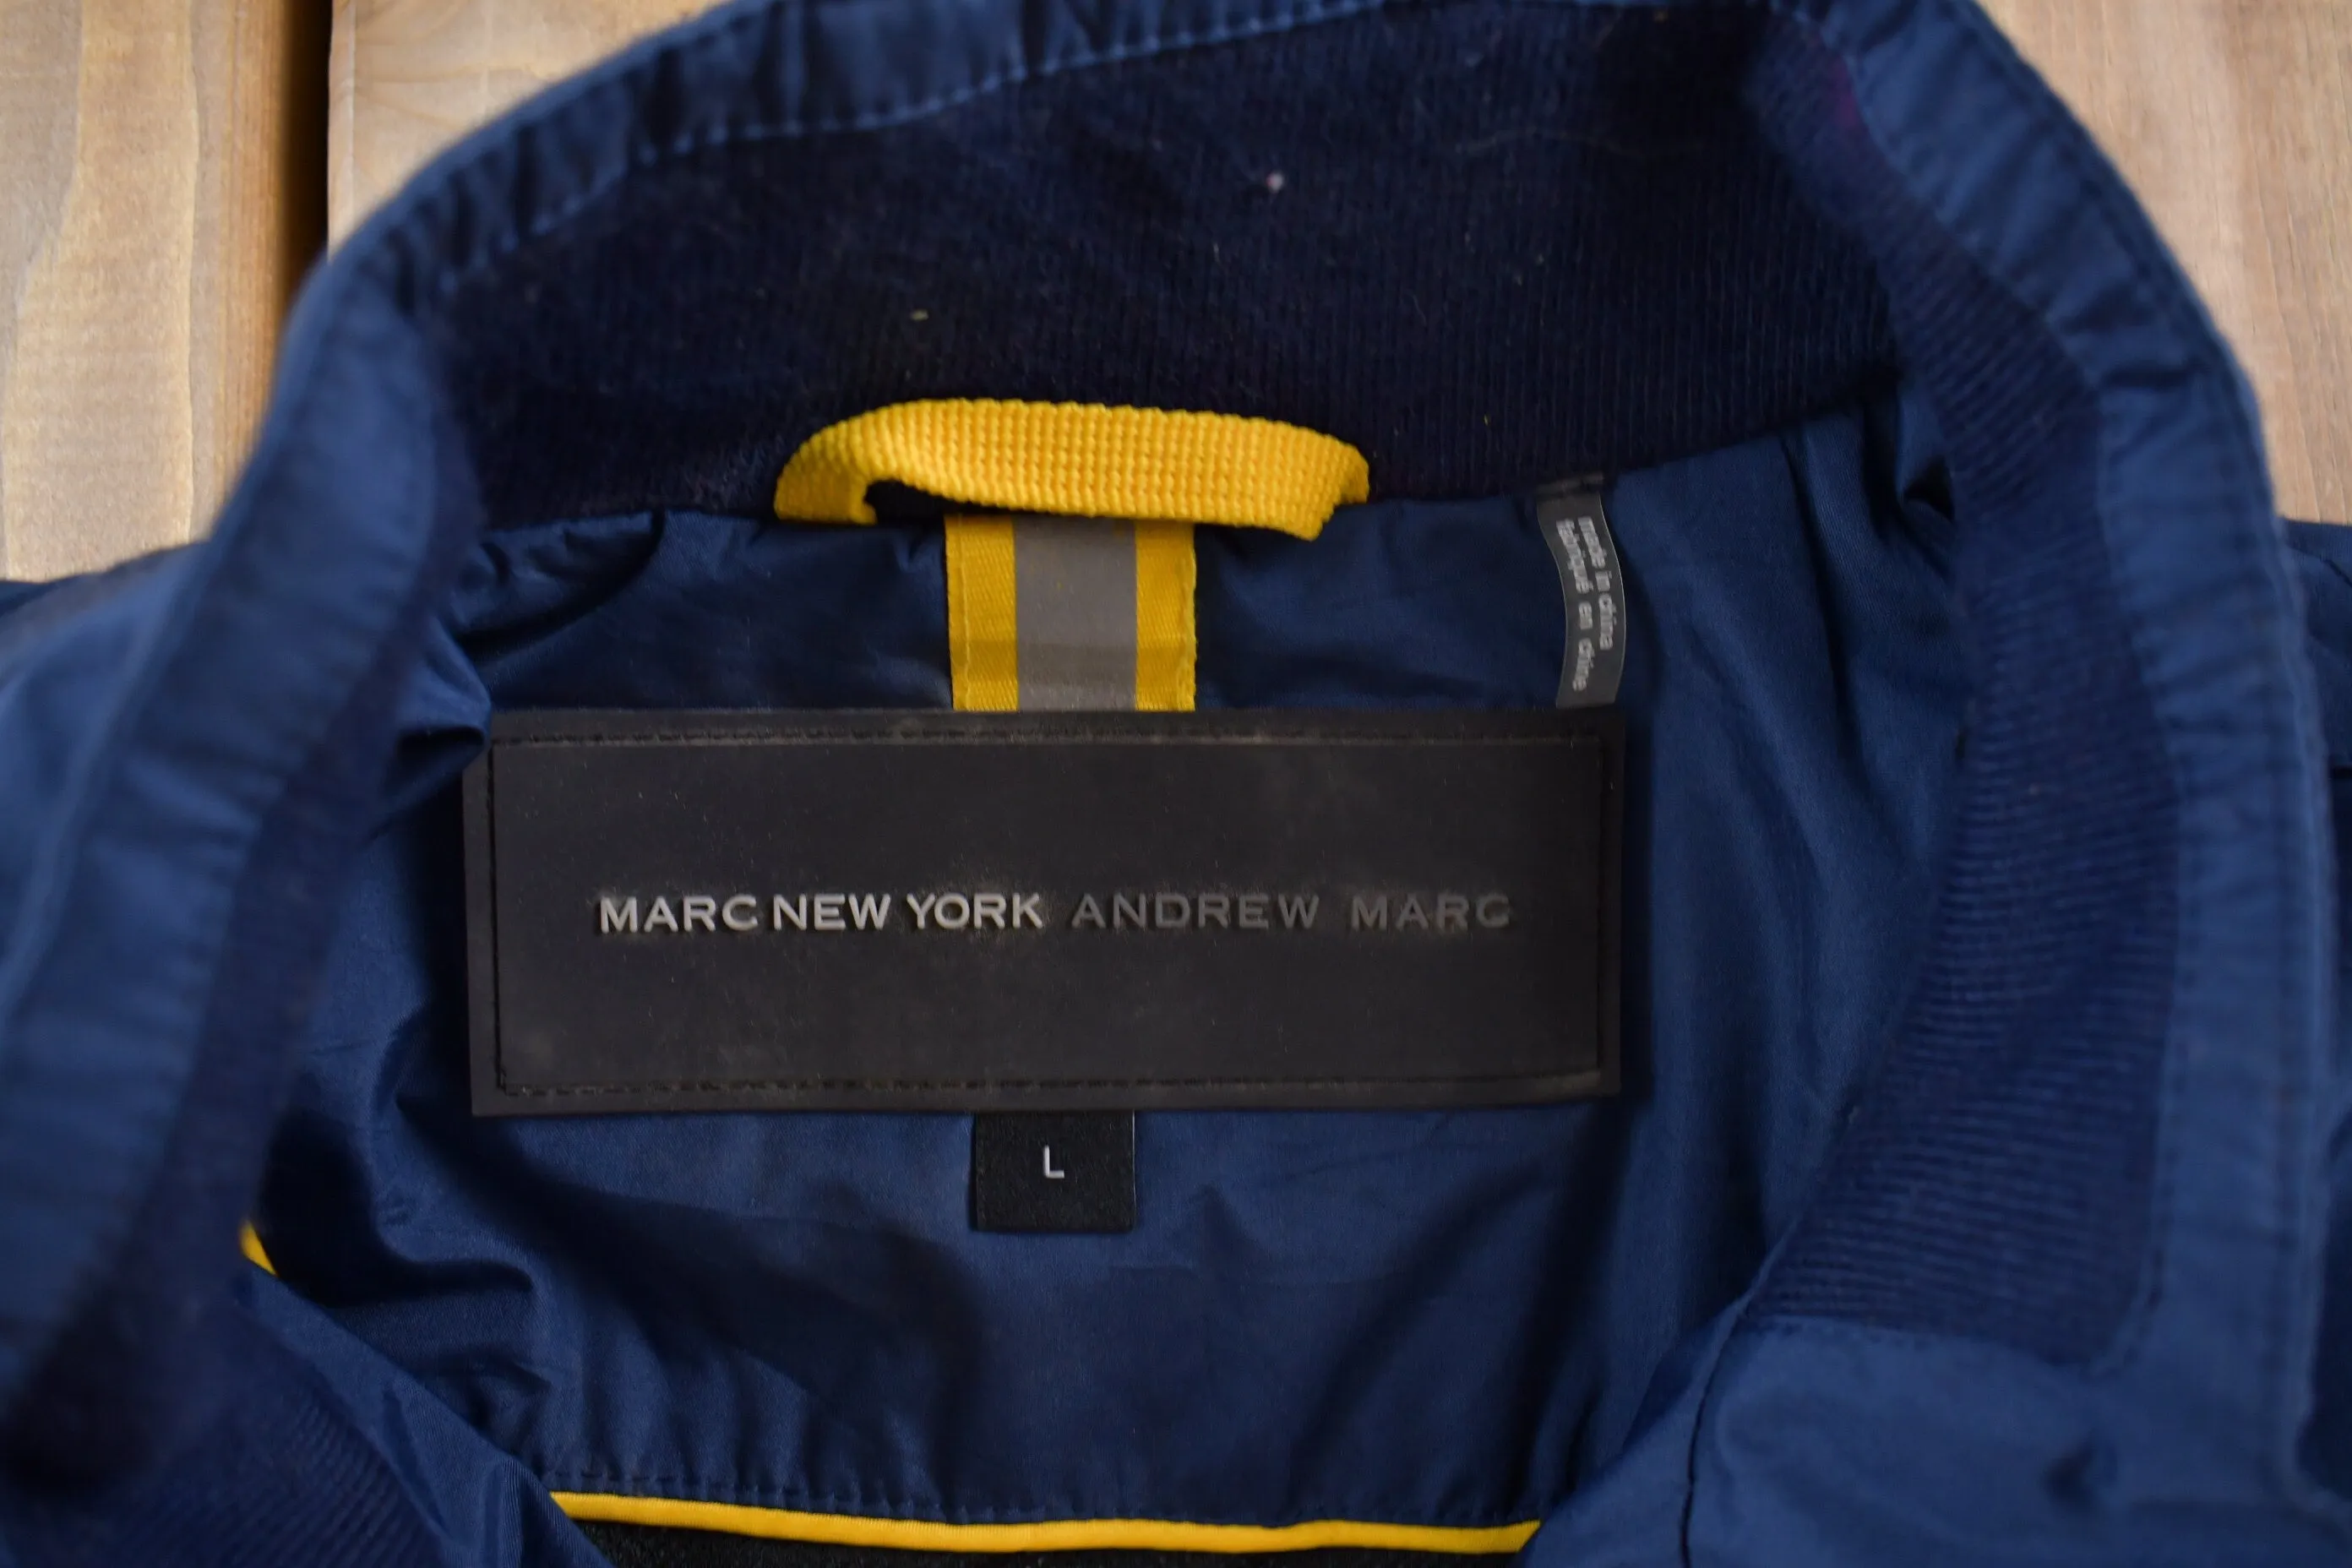 made in china
fabriqué en chine
MARC NEW YORK ANDREW MARC
L